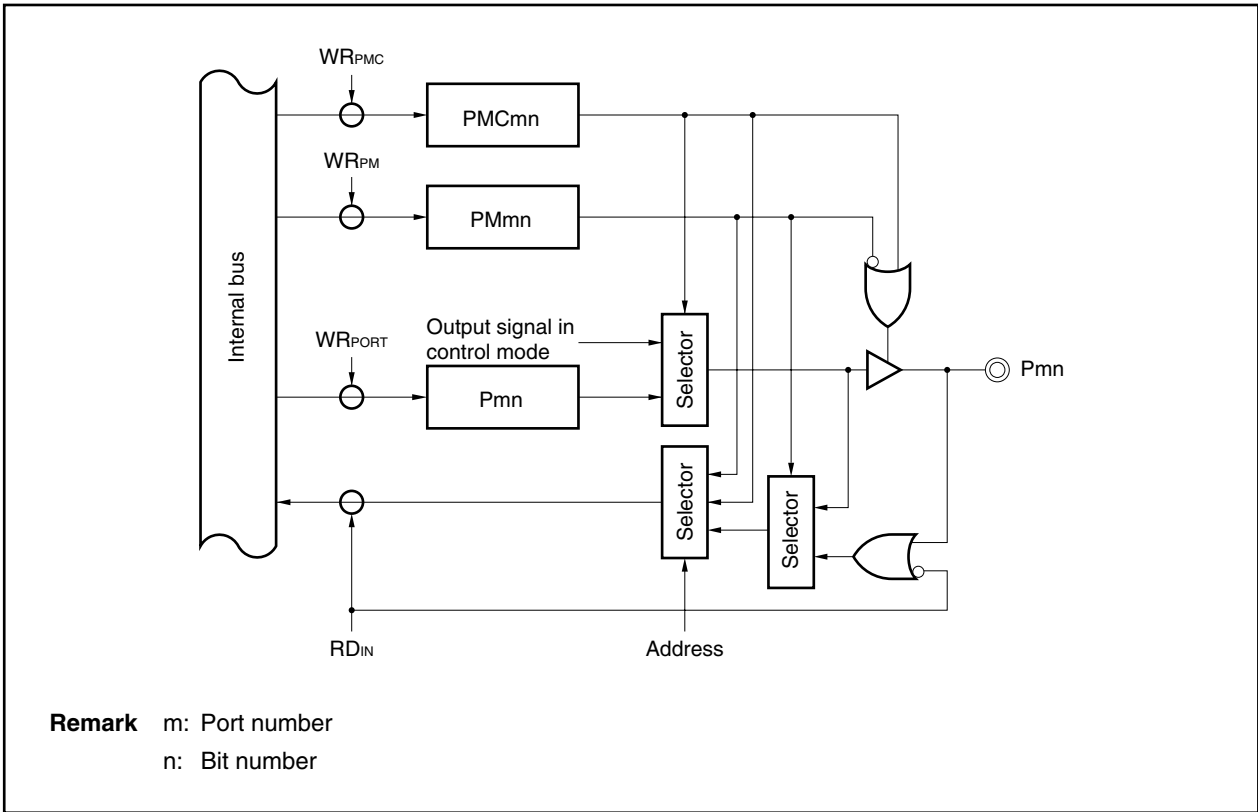 WRPMC
PMCmn
WRPM
PMmn
Internal bus
Output signal in
control mode
WRPORT
Pmn
Selector
Pmn
Selector
Selector
RDIN
Address
Remark m: Port number
n: Bit number